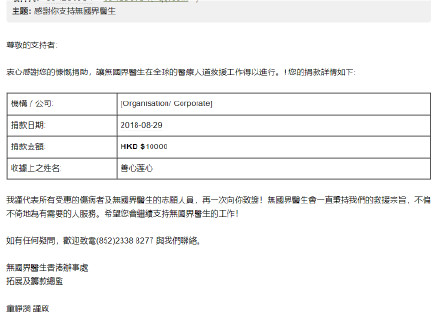 主題: 感謝你支持無國界醫生
尊敬的支持者:
衷心感謝您的慷慨捐助，讓無國界醫生在全球的醫療人道救援工作得以進行。! 您的捐款詳情如下:
機構 / 公司: [Organisation/ Corporate]
捐款日期: 2018-08-29
捐款金額: HKD $10000
收據上之姓名 善心蓮心
我謹代表所有受惠的傷病者及無國界醫生的志願人員，再一次向你致謝！無國界醫生會一直秉持我們的救援宗旨，不偏
不倚地為有需要的人服務。希望您會繼續支持無國界醫生的工作!
如有任何疑問，歡迎致電(852)2338 8277 與我們聯絡。
無國界醫生香港辦事處
拓展及籌款總監
謹啟